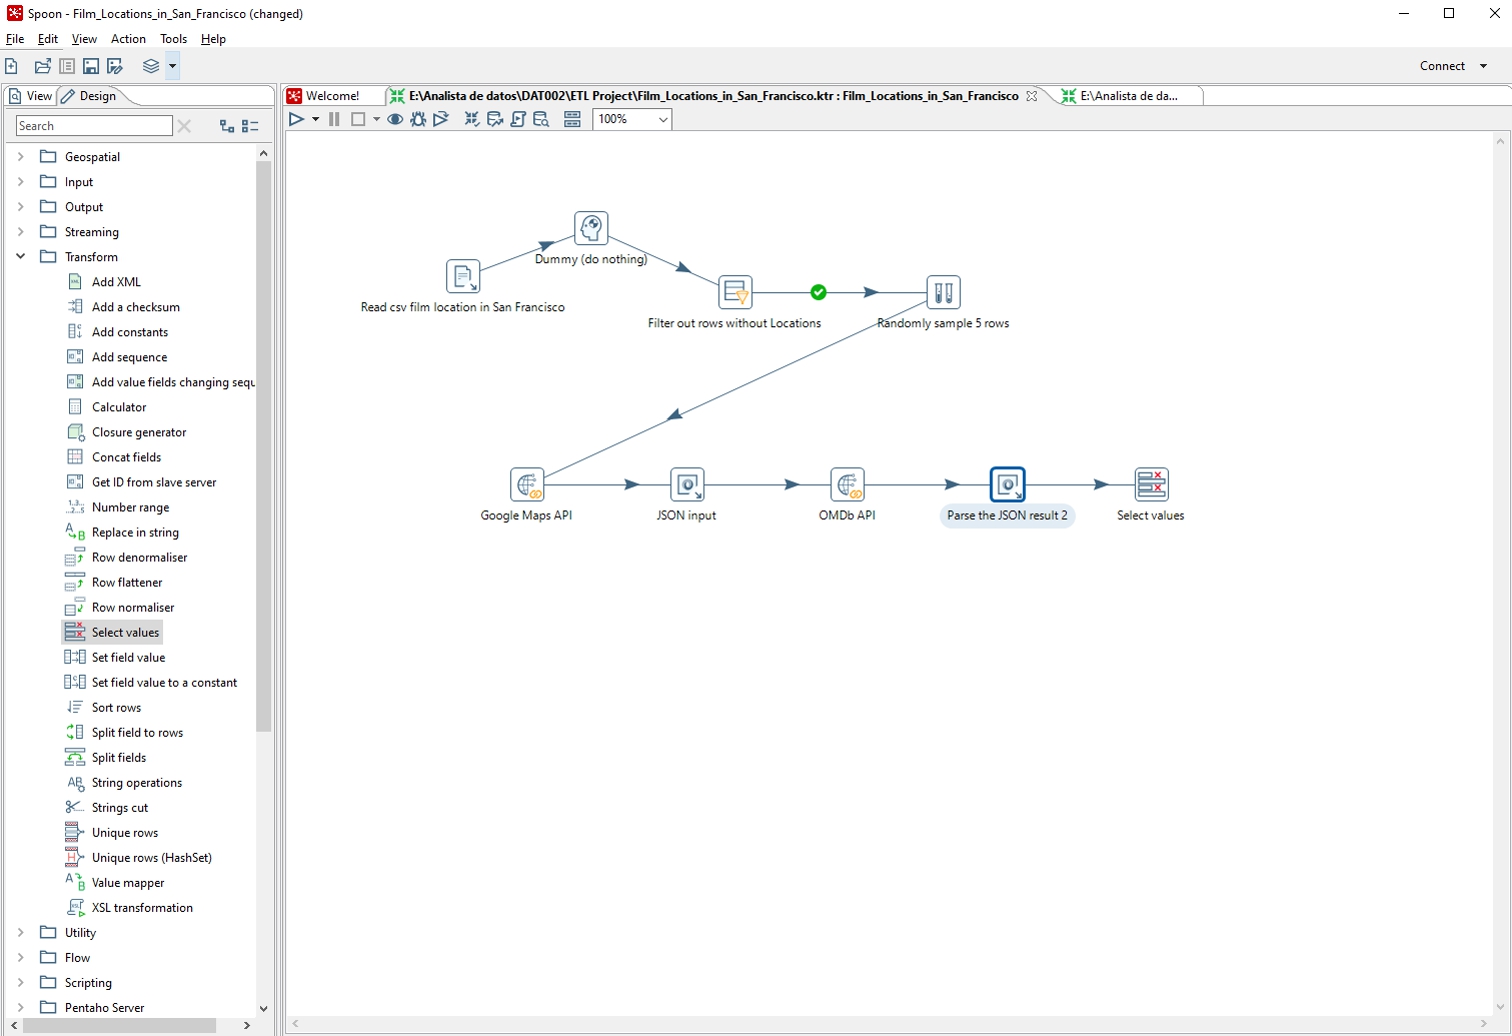 Spoon - Film_Locations_in_San_Francisco (changed)
File Edit View Action Tools Help
Connect
View Design
Welcome! E:\Analista de datos\DAT002\ETL Project\Film_Locations_in_San_Francisco.ktr : Film_Locations_in_San_Francisco E:\Analista de da...
Search
100%
Geospatial
Input
Output
Streaming
Transform
Add XML
Add a checksum
Add constants
Add sequence
Add value fields changing sequ
Calculator
Closure generator
Concat fields
Get ID from slave server
Number range
Replace in string
Row denormaliser
Row flattener
Row normaliser
Select values
Set field value
Set field value to a constant
Sort rows
Split field to rows
Split fields
String operations
Strings cut
Unique rows
Unique rows (HashSet)
Value mapper
XSL transformation
Utility
Flow
Scripting
Pentaho Server
Dummy (do nothing)
Read csv film location in San Francisco
Filter out rows without Locations
Randomly sample 5 rows
Google Maps API
JSON input
OMDb API
Parse the JSON result 2
Select values